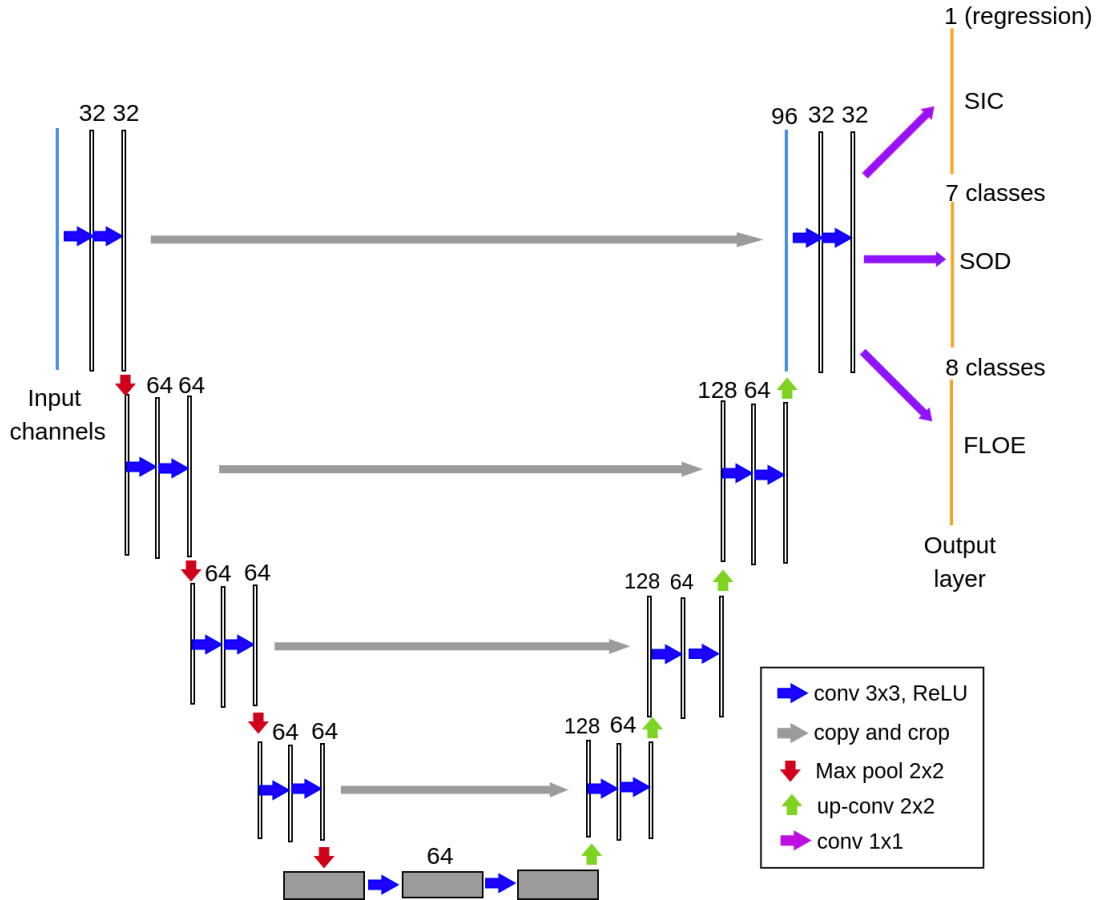 1 (regression)
SIC
32 32
96 32 32
7 classes
SOD
8 classes
Input
channels
64 64
128 64
FLOE
Output
layer
64 64
128 64
64 64
128 64
64
conv 3x3, ReLU
copy and crop
Max pool 2x2
up-conv 2x2
conv 1x1